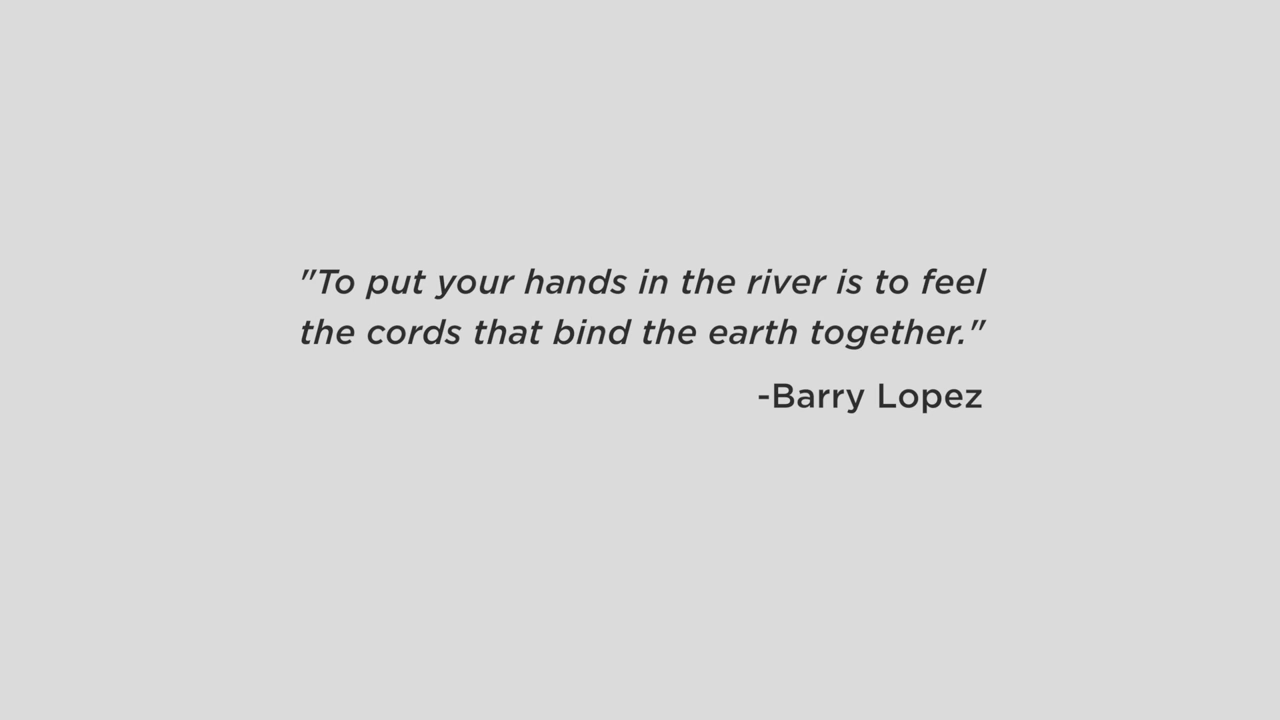 "To put your hands in the river is to feel
the cords that bind the earth together."
-Barry Lopez